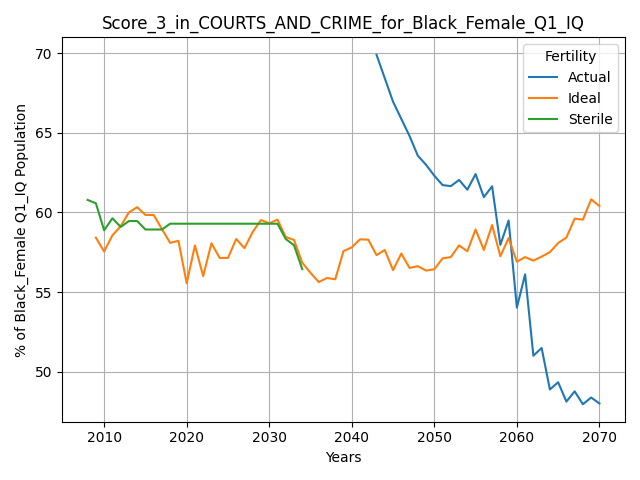 Score_3_in_COURTS_AND_CRIME_for_Black_Female_Q1_IQ
% of Black_Female Q1_IQ Population
70
65
60
55
50
Fertility
Actual
Ideal
Sterile
2010 2020 2030 2040 2050 2060 2070
Years